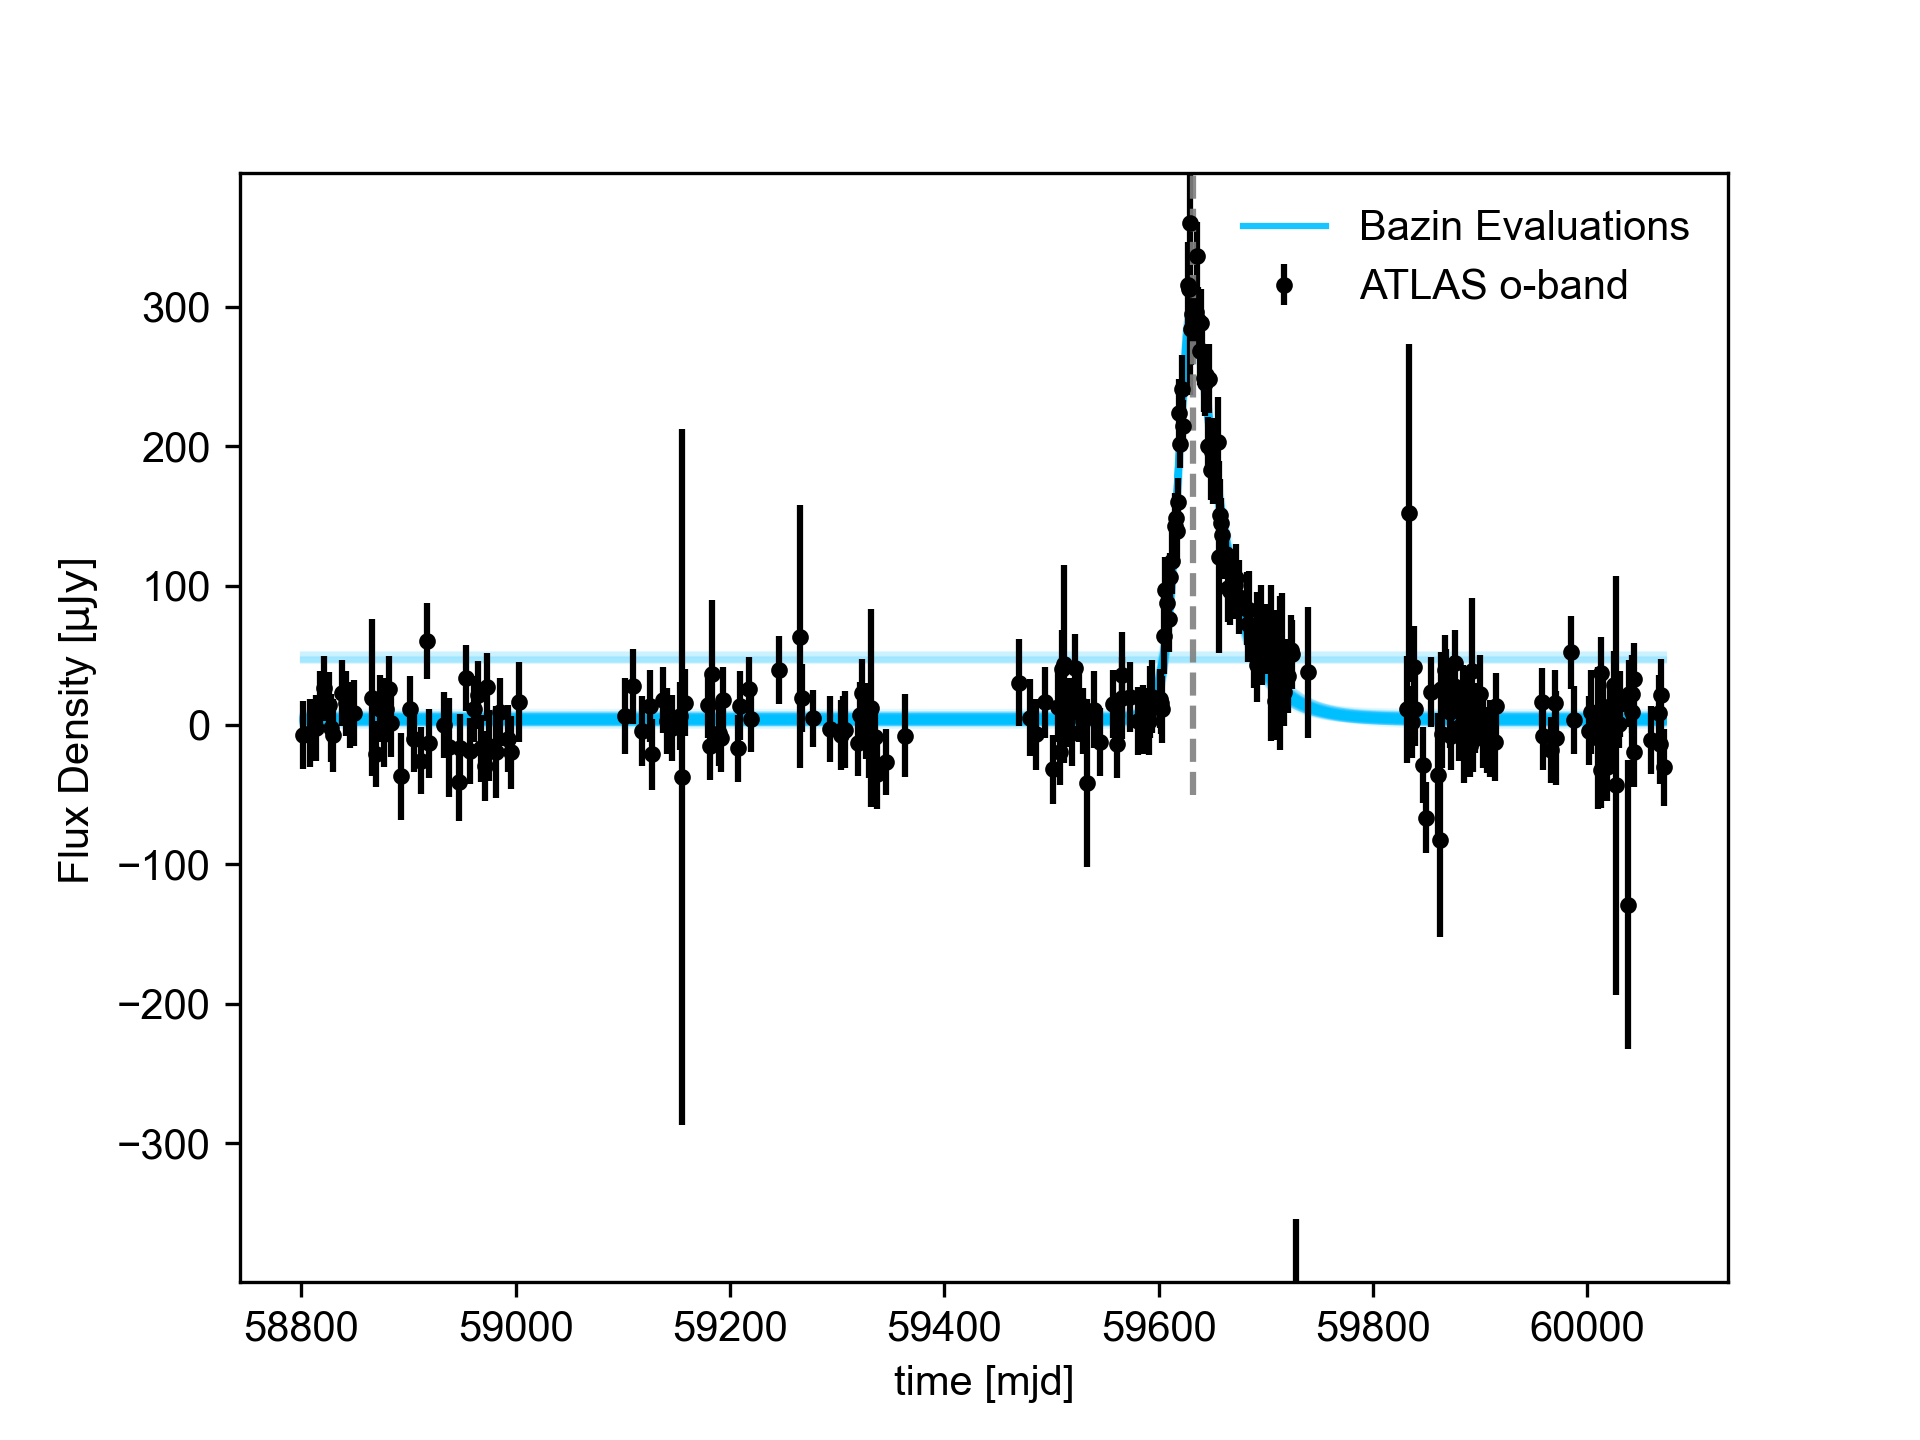 Bazin Evaluations
ATLAS o-band
Flux Density [µJy]
300
200
100
0
−100
−200
−300
58800 59000 59200 59400 59600 59800 60000
time [mjd]